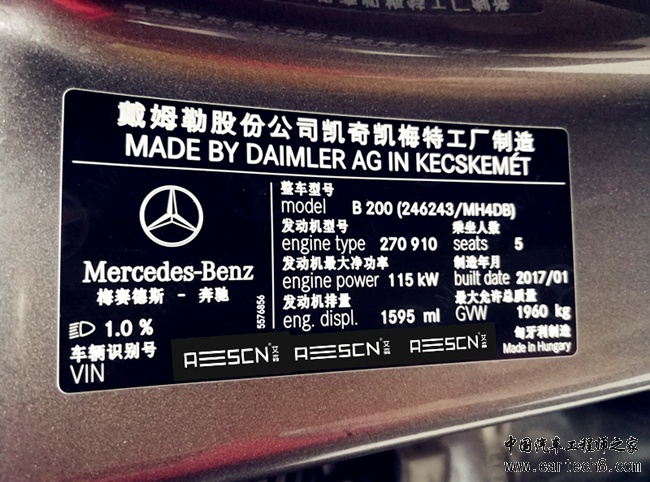 戴姆勒股份公司凯奇凯梅特工厂制造
MADE BY DAIMLER AG IN KECSKEMÉT
整车型号
model B 200 (246243/MH4DB)
发动机型号 乘坐人数
engine type 270 910 seats 5
发动机最大净功率 制造年月
engine power 115 kW built date 2017/01
发动机排量 最大允许总质量
eng. displ. 1595 ml GVW 1960 kg
匈牙利制造
Made in Hungary
Mercedes-Benz
梅赛德斯 - 奔驰
5576856
1.0 %
车辆识别号
VIN
AESCN AESCN AESCN
中国汽车工程师之家
www.cartech8.com